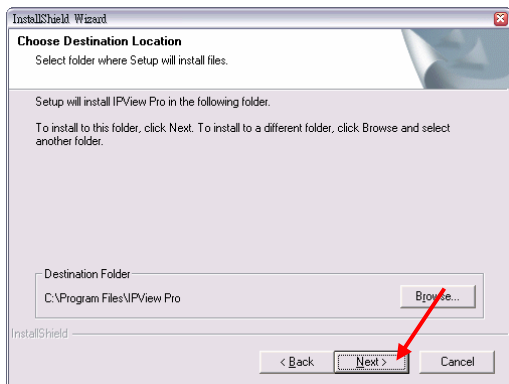 InstallShield Wizard
Choose Destination Location
Select folder where Setup will install files.
Setup will install IPView Pro in the following folder.
To install to this folder, click Next. To install to a different folder, click Browse and select
another folder.
Destination Folder
C:\Program Files\IPView Pro
Browse...
InstallShield
< Back
Next >
Cancel